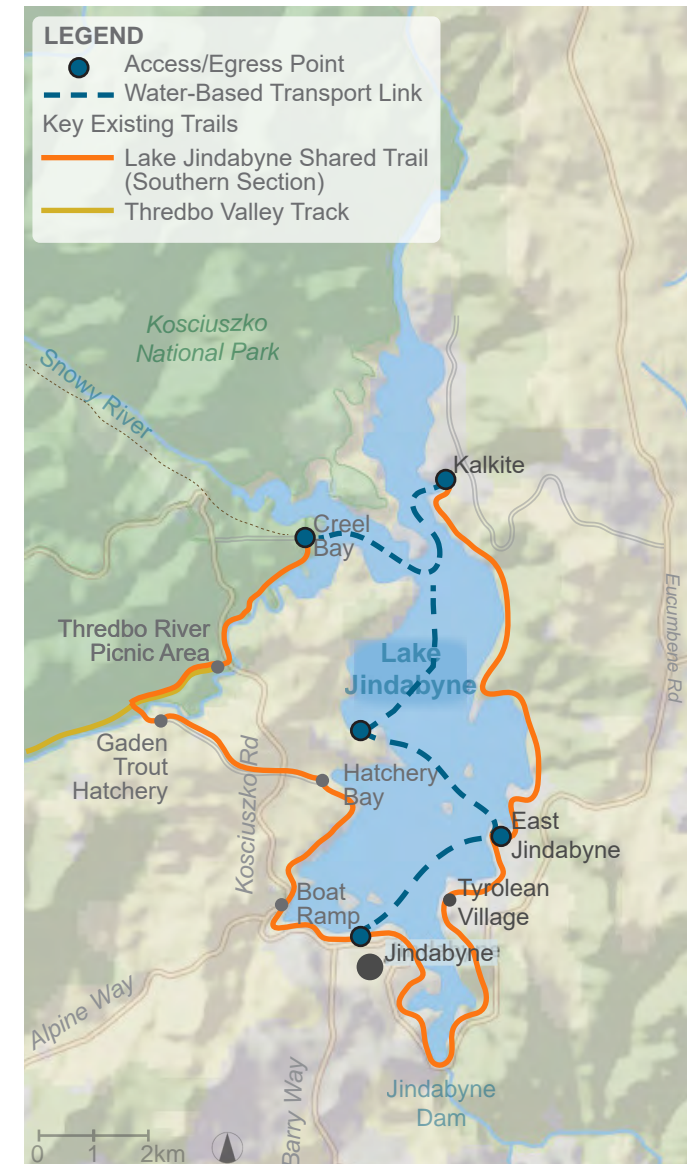 LEGEND
Access/Egress Point
Water-Based Transport Link
Key Existing Trails
Lake Jindabyne Shared Trail
(Southern Section)
Thredbo Valley Track
Kosciuszko
National Park
Snowy River
Kalkite
Creel
Bay
Thredbo River
Picnic Area
Lake
Jindabyne
Eucumbene Rd
Gaden
Trout
Hatchery
Kosciuszko Rd
Hatchery
Bay
East
Jindabyne
Boat
Ramp
Tyrolean
Village
Jindabyne
Alpine Way
Barry Way
Jindabyne
Dam
0 1 2km